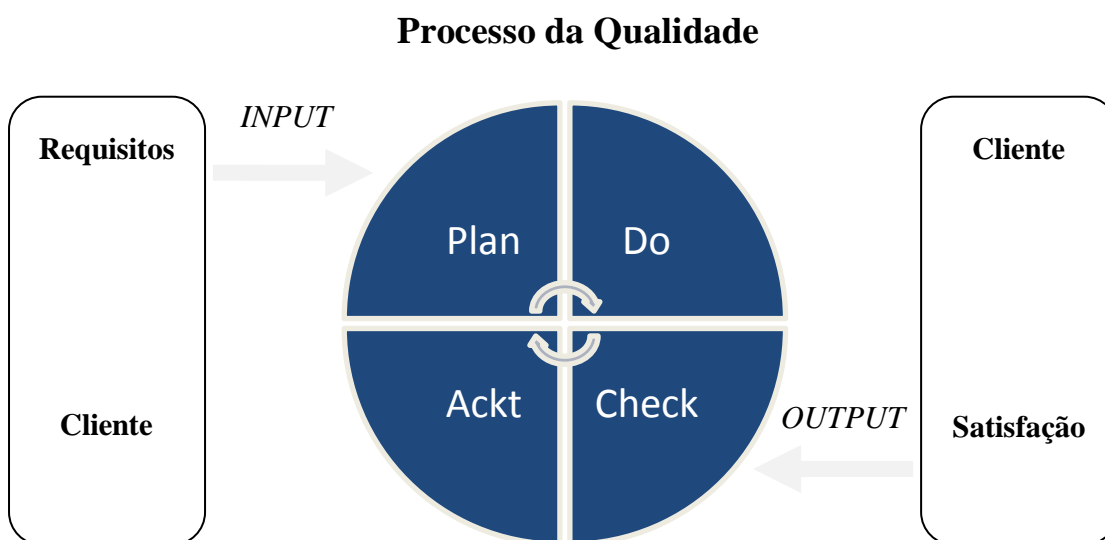 Processo da Qualidade
INPUT
Requisitos
Cliente
Plan
Do
Ackt
Check
OUTPUT
Cliente
Satisfação